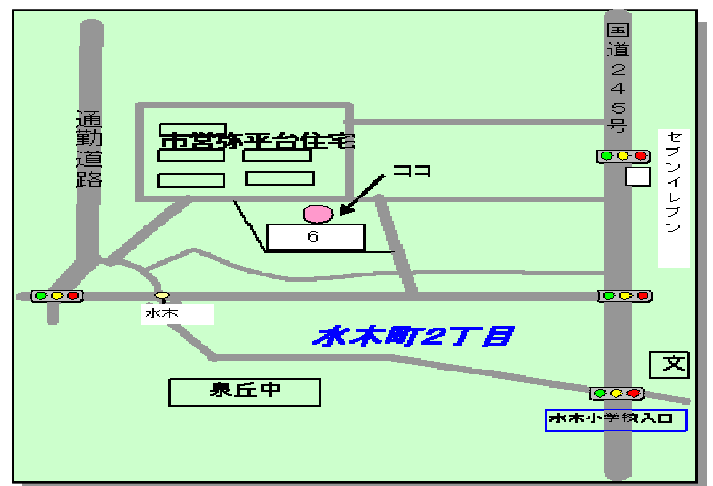 国道245号
通勤道路
セブンイレブン
市営弥平台住宅
ココ
6
水木
水木町2丁目
文
泉丘中
水木小学校入口